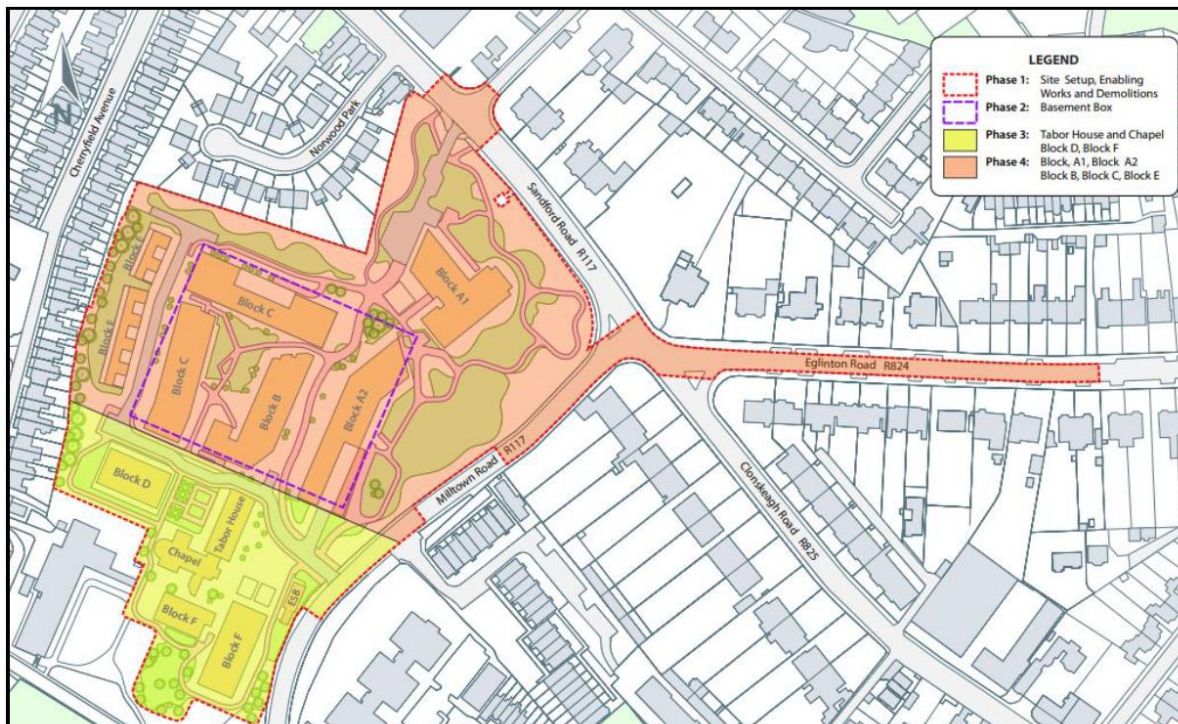 LEGEND
Phase 1: Site Setup, Enabling
Works and Demolitions
Phase 2: Basement Box
Phase 3: Tabor House and Chapel
Block D, Block F
Phase 4: Block, A1, Block A2
Block B, Block C, Block E
N
Cherryfield Avenue
Norwood Park
Sandford Road R117
Block E
Block E
Block C
Block C
Block B
Block A1
Block A2
Eglinton Road R824
Milltown Road R117
Clonskeagh Road R825
Block D
Tabor House
Chapel
Block F
Block F
ESB